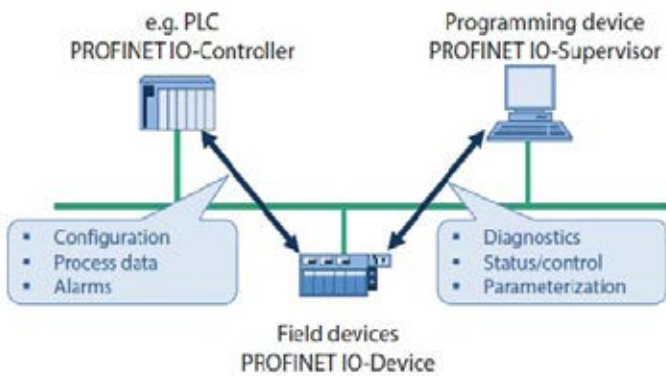 e.g. PLC
PROFINET IO-Controller
Programming device
PROFINET IO-Supervisor
▪ Configuration
▪ Process data
▪ Alarms
▪ Diagnostics
▪ Status/control
▪ Parameterization
Field devices
PROFINET IO-Device